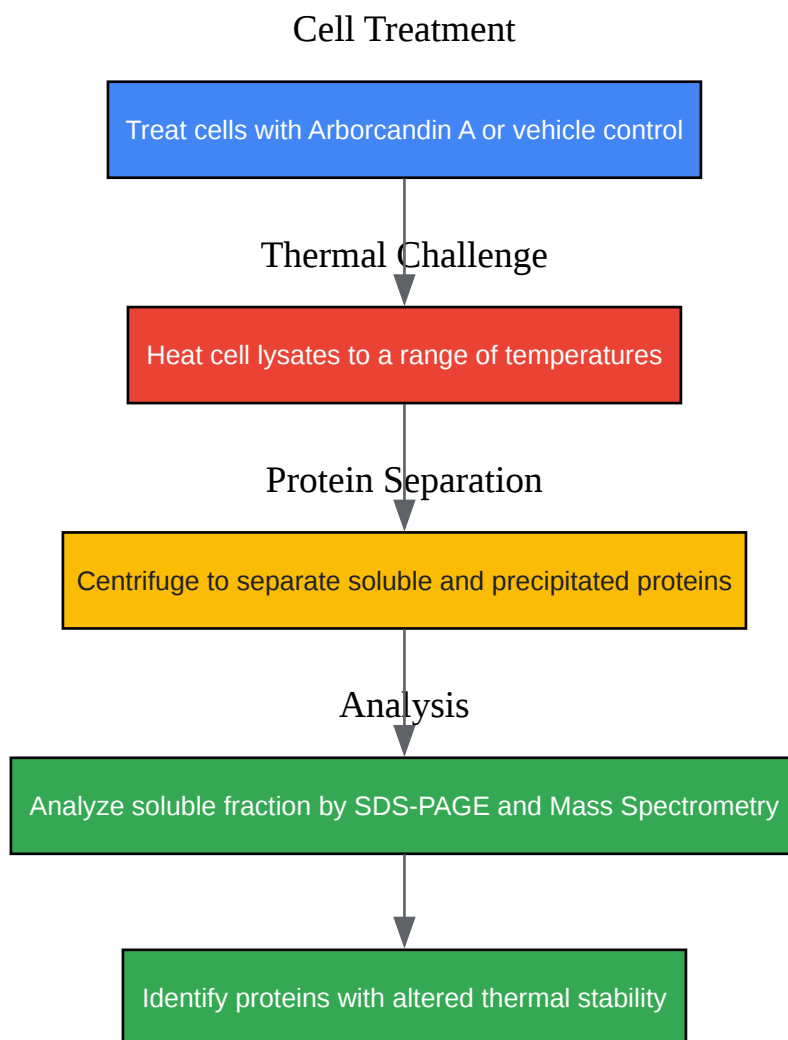 Cell Treatment
Treat cells with Arborcandin A or vehicle control
Thermal Challenge
Heat cell lysates to a range of temperatures
Protein Separation
Centrifuge to separate soluble and precipitated proteins
Analysis
Analyze soluble fraction by SDS-PAGE and Mass Spectrometry
Identify proteins with altered thermal stability